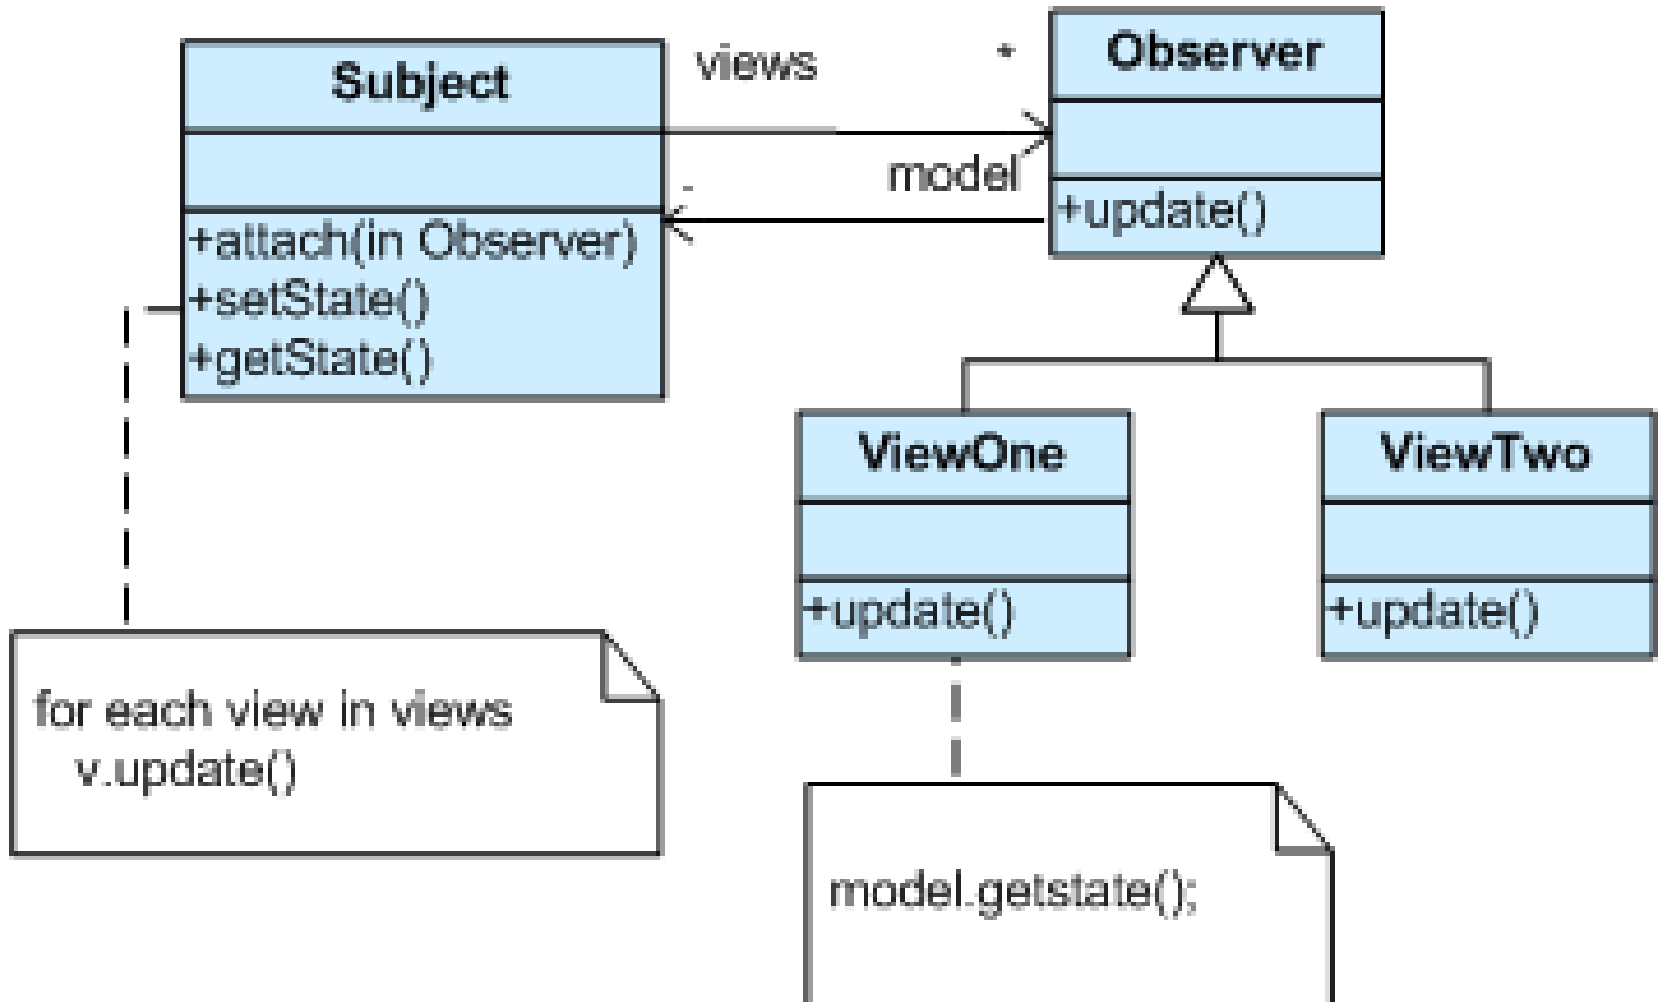 Subject
views
*
Observer
model
-
+attach(in Observer)
+setState()
+getState()
+update()
ViewOne
+update()
ViewTwo
+update()
for each view in views
v.update()
model.getstate();